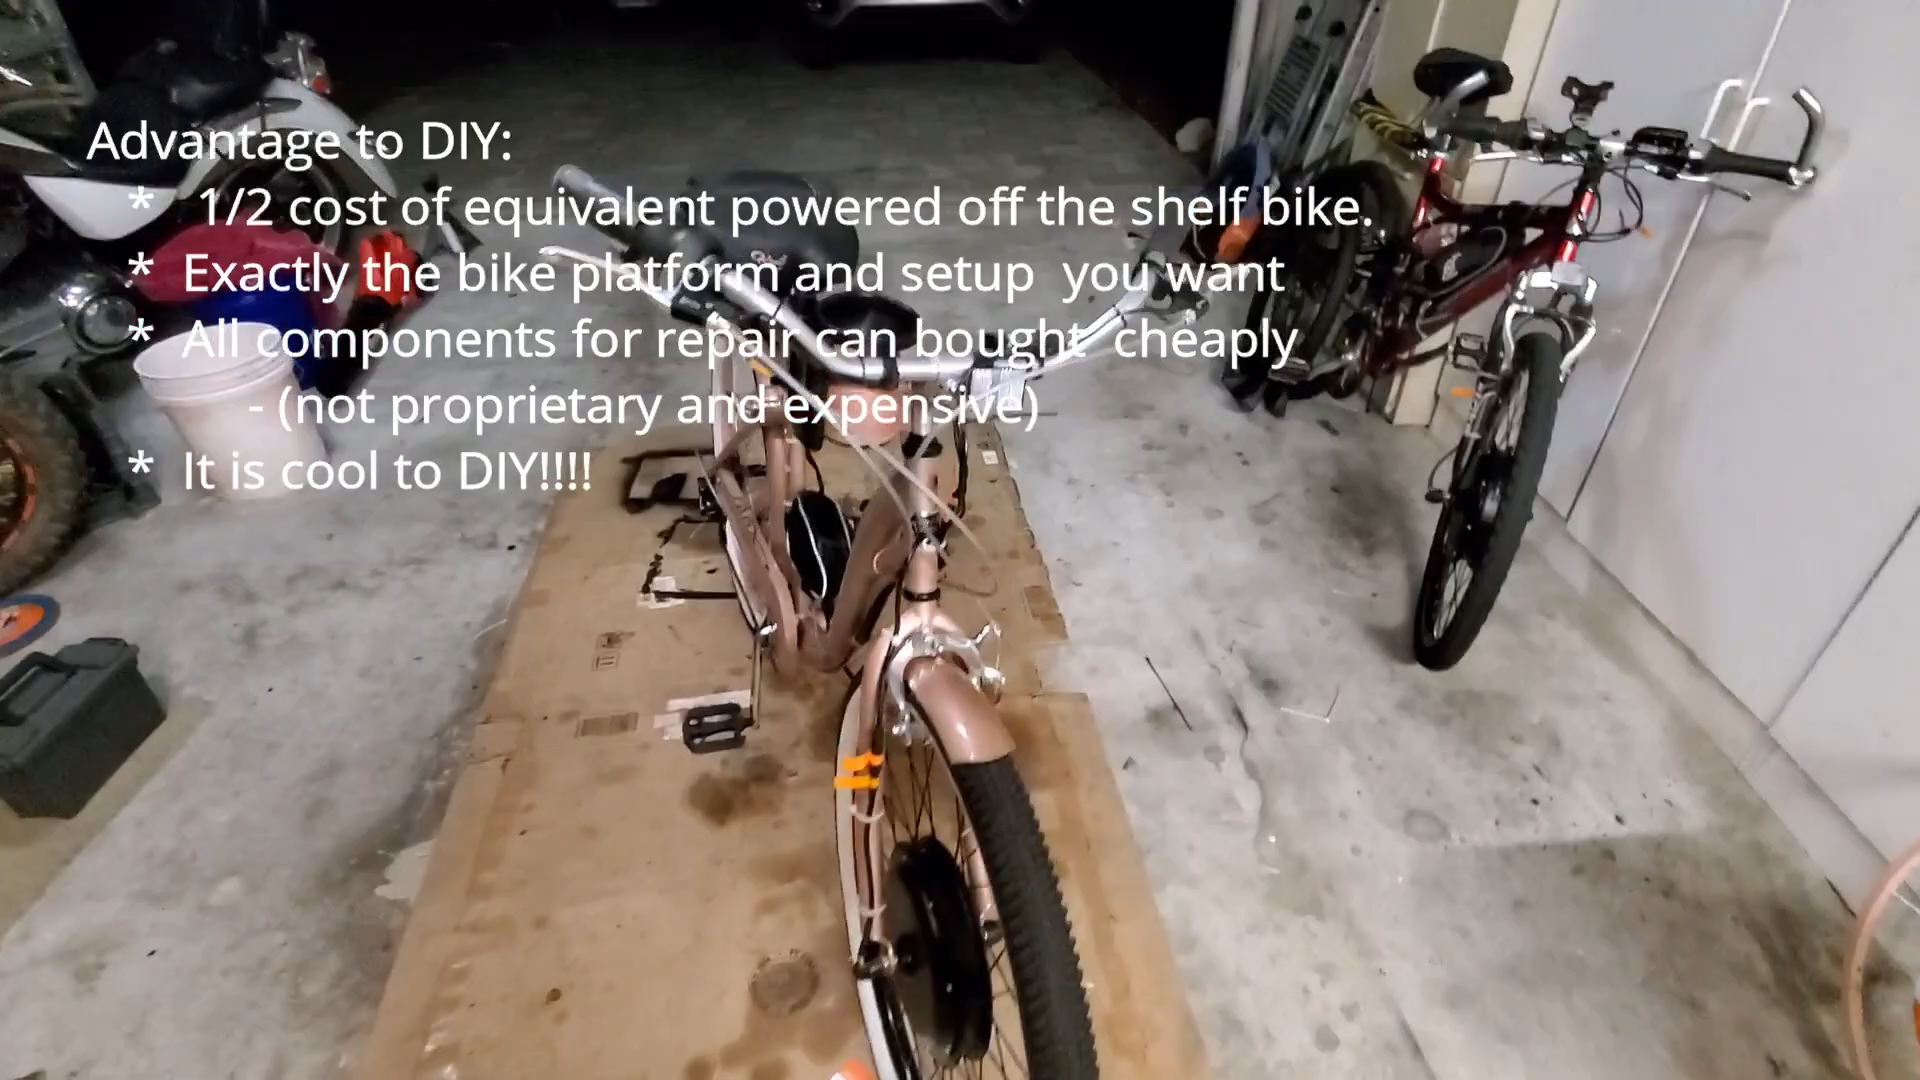 Advantage to DIY:
* 1/2 cost of equivalent powered off the shelf bike.
* Exactly the bike platform and setup you want
* All components for repair can bought cheaply
- (not proprietary and expensive)
* It is cool to DIY!!!!